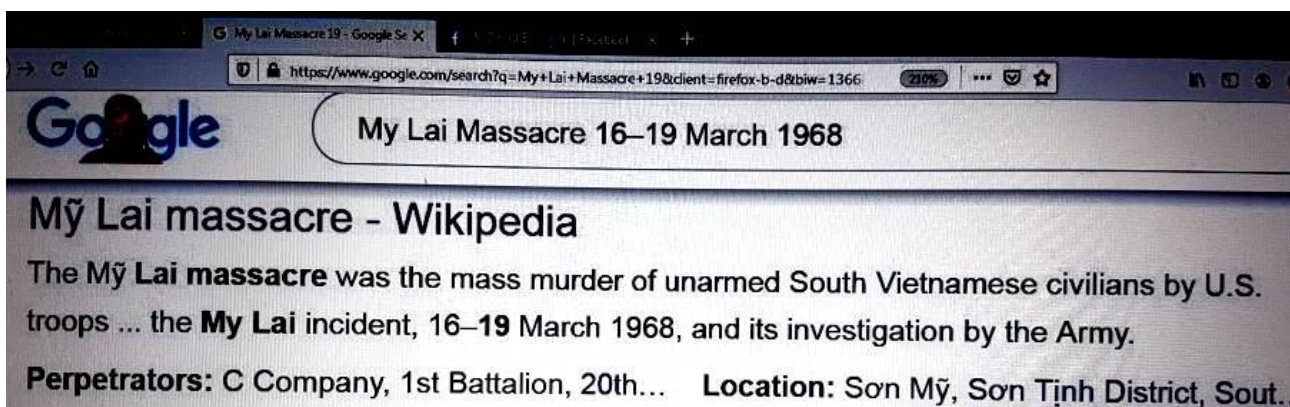 G My Lai Massacre 19 - Google Se X
https://www.google.com/search?q=My+Lai+Massacre+19&client=firefox-b-d&biw=1366 210%
Google
My Lai Massacre 16–19 March 1968
Mỹ Lai massacre - Wikipedia
The Mỹ Lai massacre was the mass murder of unarmed South Vietnamese civilians by U.S.
troops ... the My Lai incident, 16–19 March 1968, and its investigation by the Army.
Perpetrators: C Company, 1st Battalion, 20th... Location: Sơn Mỹ, Sơn Tịnh District, Sout..